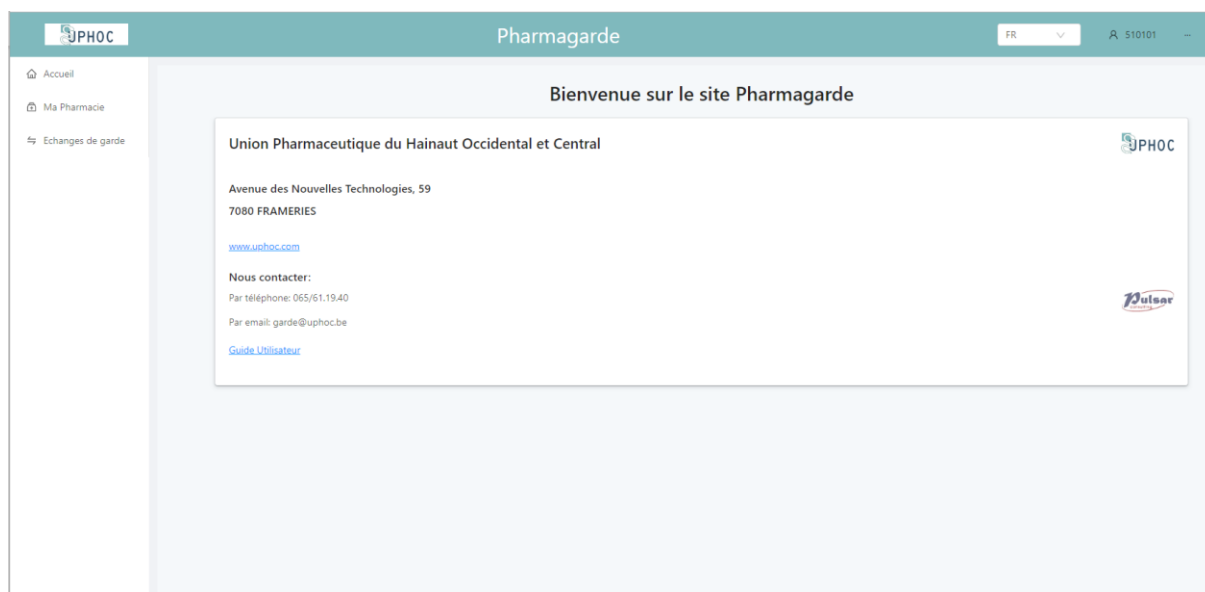 UPHOC
Pharmagarde
FR
510101
...
Accueil
Ma Pharmacie
Echanges de garde
Bienvenue sur le site Pharmagarde
Union Pharmaceutique du Hainaut Occidental et Central
UPHOC
Avenue des Nouvelles Technologies, 59
7080 FRAMERIES
www.uphoc.com
Nous contacter:
Par téléphone: 065/61.19.40
Pulsar
Par email: garde@uphoc.be
Guide Utilisateur